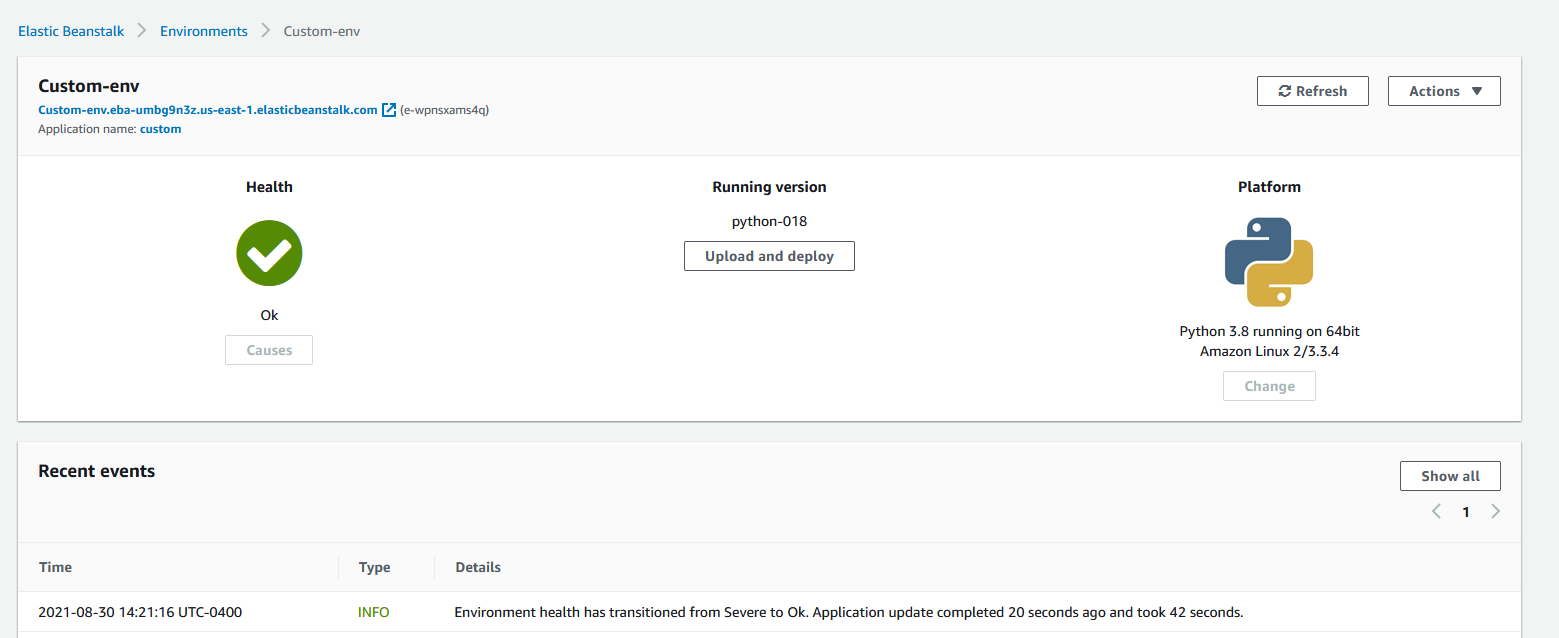 Elastic Beanstalk > Environments > Custom-env
Custom-env
Refresh
Actions
Custom-env.eba-umbg9n3z.us-east-1.elasticbeanstalk.com (e-wpnsxams4q)
Application name: custom
Health
Ok
Causes
Running version
python-018
Upload and deploy
Platform
Python 3.8 running on 64bit
Amazon Linux 2/3.3.4
Change
Recent events
Show all
< 1 >
Time Type Details
2021-08-30 14:21:16 UTC-0400 INFO Environment health has transitioned from Severe to Ok. Application update completed 20 seconds ago and took 42 seconds.